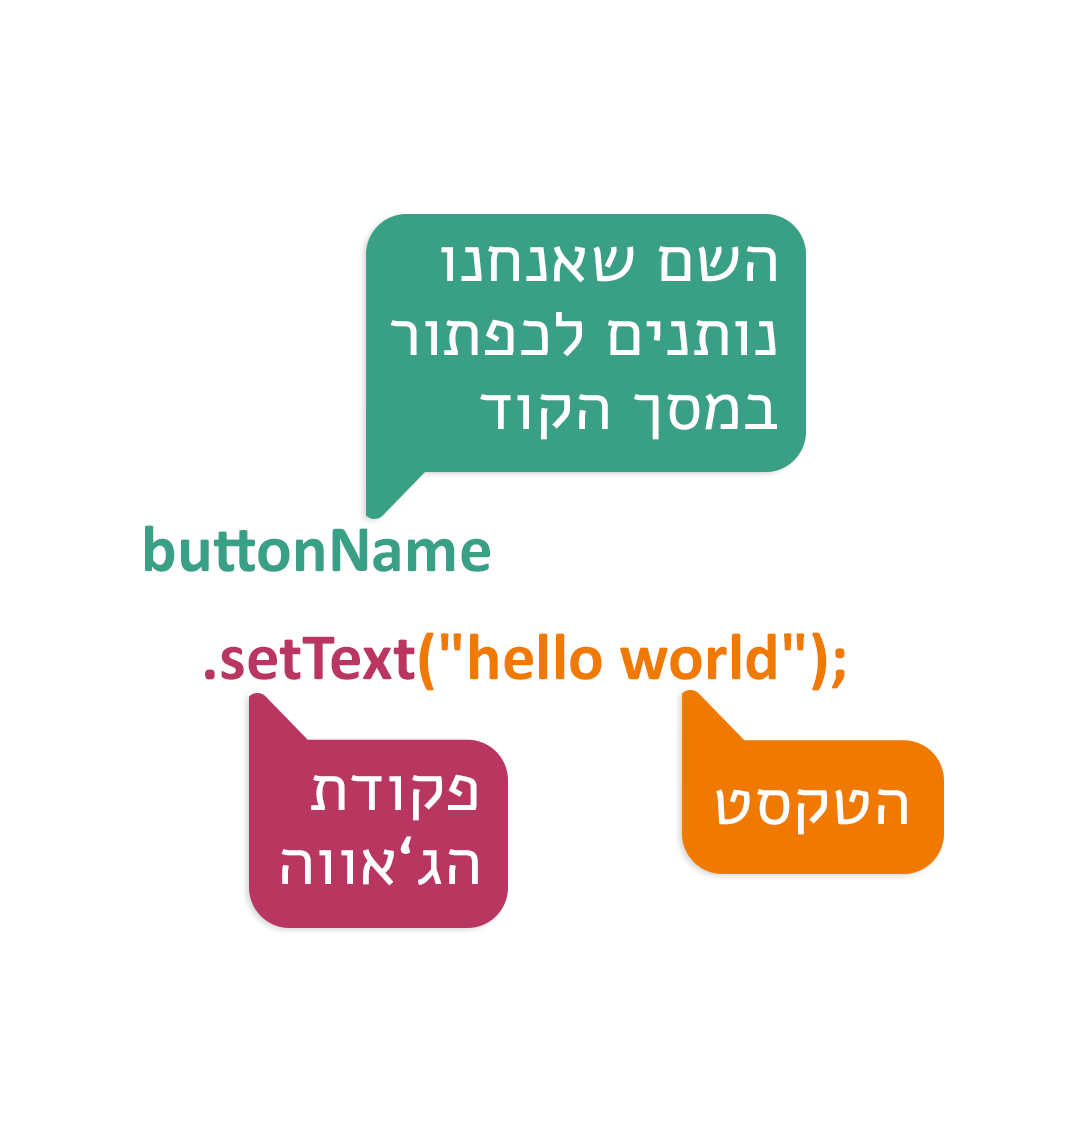 השם שאנחנו
נותנים לכפתור
במסך הקוד
buttonName
.setText("hello world");
פקודת
הג‘אווה
הטקסט